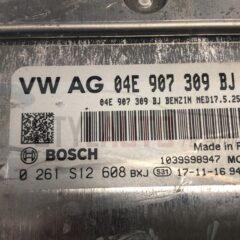 VW AG 04E 907 309 BJ
04E 907 309 BJ BENZIN MED17.5.25
Made in
BOSCH 1039S98947
0 261 S12 608 BXJ S31 17-11-16